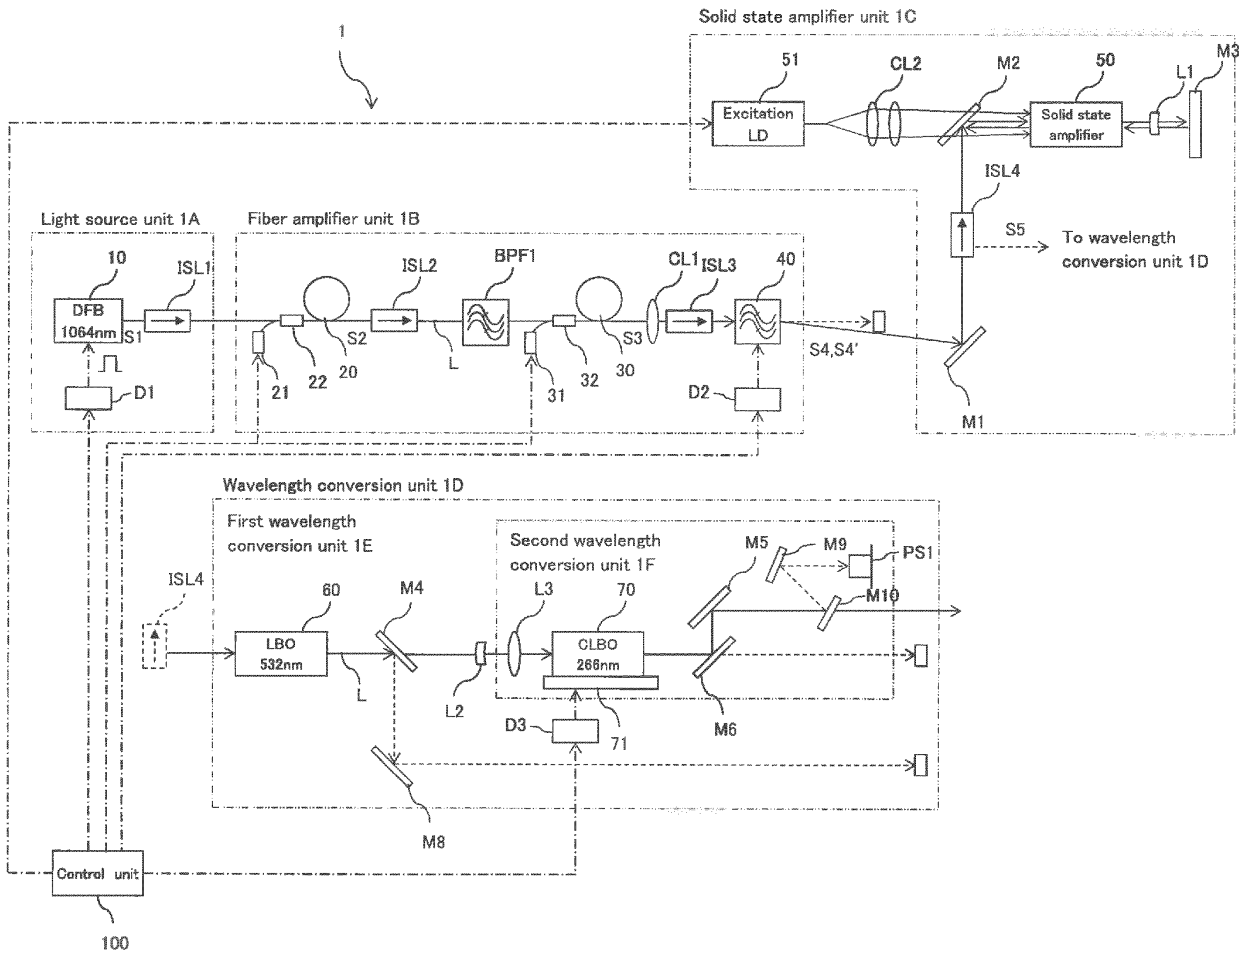 Solid state amplifier unit 1C
1
51
CL2
M2
50
L1
M3
Excitation
LD
Solid state
amplifier
ISL4
S5
To wavelength
conversion unit 1D
Light source unit 1A
Fiber amplifier unit 1B
10
ISL1
ISL2
BPF1
CL1
ISL3
40
DFB
1064nm
S1
S2
L
S3
S4,S4'
21
22
20
31
32
30
D1
D2
M1
Wavelength conversion unit 1D
First wavelength
conversion unit 1E
Second wavelength
conversion unit 1F
M5
M9
PS1
M10
ISL4
60
M4
L3
70
LBO
532nm
CLBO
266nm
L
L2
M6
D3
71
M8
Control unit
100